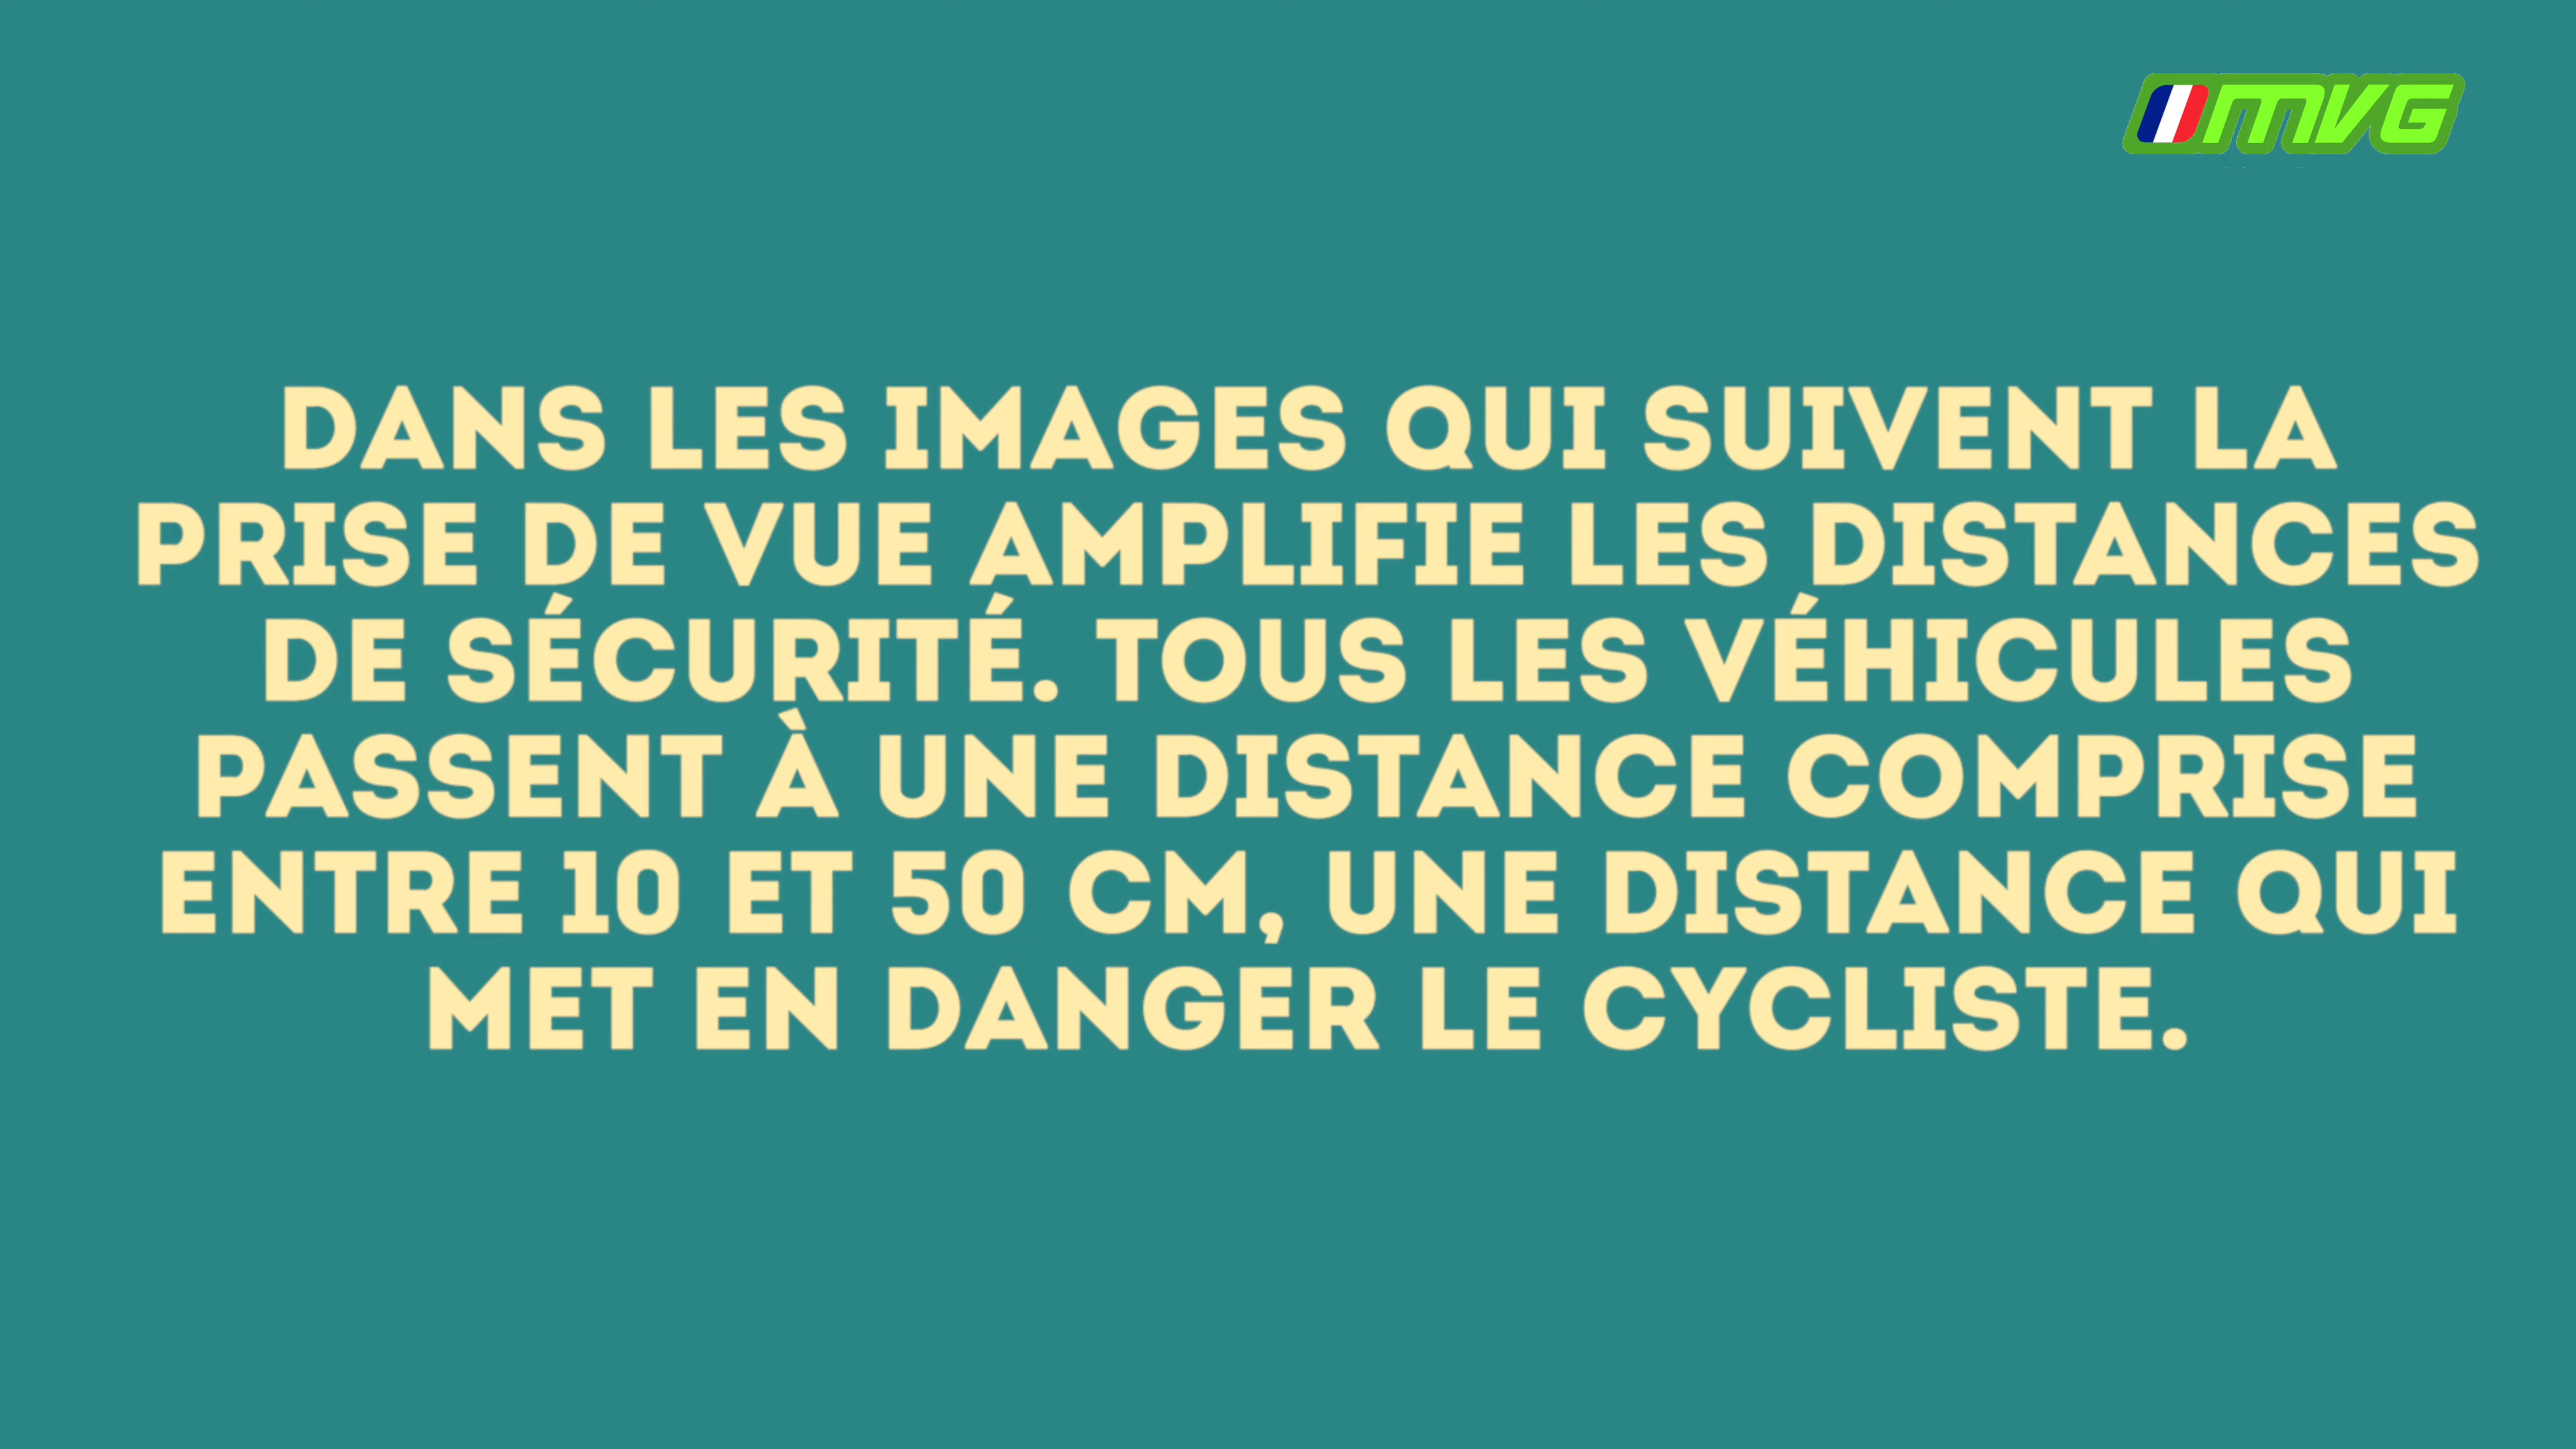 MVG
DANS LES IMAGES QUI SUIVENT LA
PRISE DE VUE AMPLIFIE LES DISTANCES
DE SÉCURITÉ. TOUS LES VÉHICULES
PASSENT À UNE DISTANCE COMPRISE
ENTRE 10 ET 50 CM, UNE DISTANCE QUI
MET EN DANGER LE CYCLISTE.